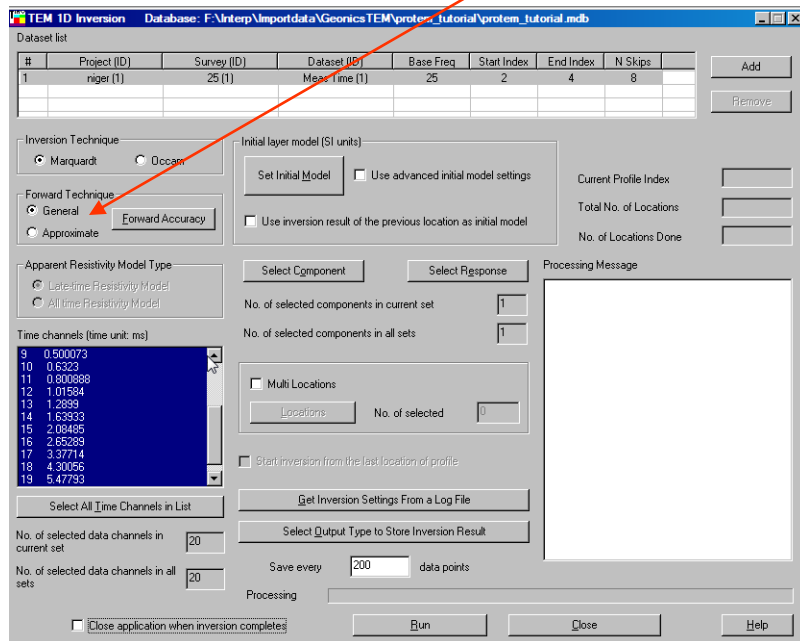 TEM 1D Inversion Database: F:\Interp\Importdata\GeonicsTEM\protem_tutorial\protem_tutorial.mdb
Dataset list
# Project (ID) Survey (ID) Dataset (ID) Base Freq Start Index End Index N Skips
1 niger (1) 25 (1) Meas Time (1) 25 2 4 8
Add
Remove
Inversion Technique
Marquardt Occam
Forward Technique
General
Approximate
Forward Accuracy
Initial layer model (SI units)
Set Initial Model
Use advanced initial model settings
Use inversion result of the previous location as initial model
Current Profile Index
Total No. of Locations
No. of Locations Done
Apparent Resistivity Model Type
Late-time Resistivity Model
All time Resistivity Model
Select Component
Select Response
No. of selected components in current set 1
No. of selected components in all sets 1
Processing Message
Time channels (time unit: ms)
9 0.500073
10 0.6323
11 0.800888
12 1.01584
13 1.2899
14 1.63933
15 2.08485
16 2.65289
17 3.37714
18 4.30056
19 5.47793
Multi Locations
Locations
No. of selected 0
Start inversion from the last location of profile
Select All Time Channels in List
Get Inversion Settings From a Log File
Select Output Type to Store Inversion Result
No. of selected data channels in
current set
20
No. of selected data channels in all
sets
20
Save every 200 data points
Processing
Close application when inversion completes
Run
Close
Help